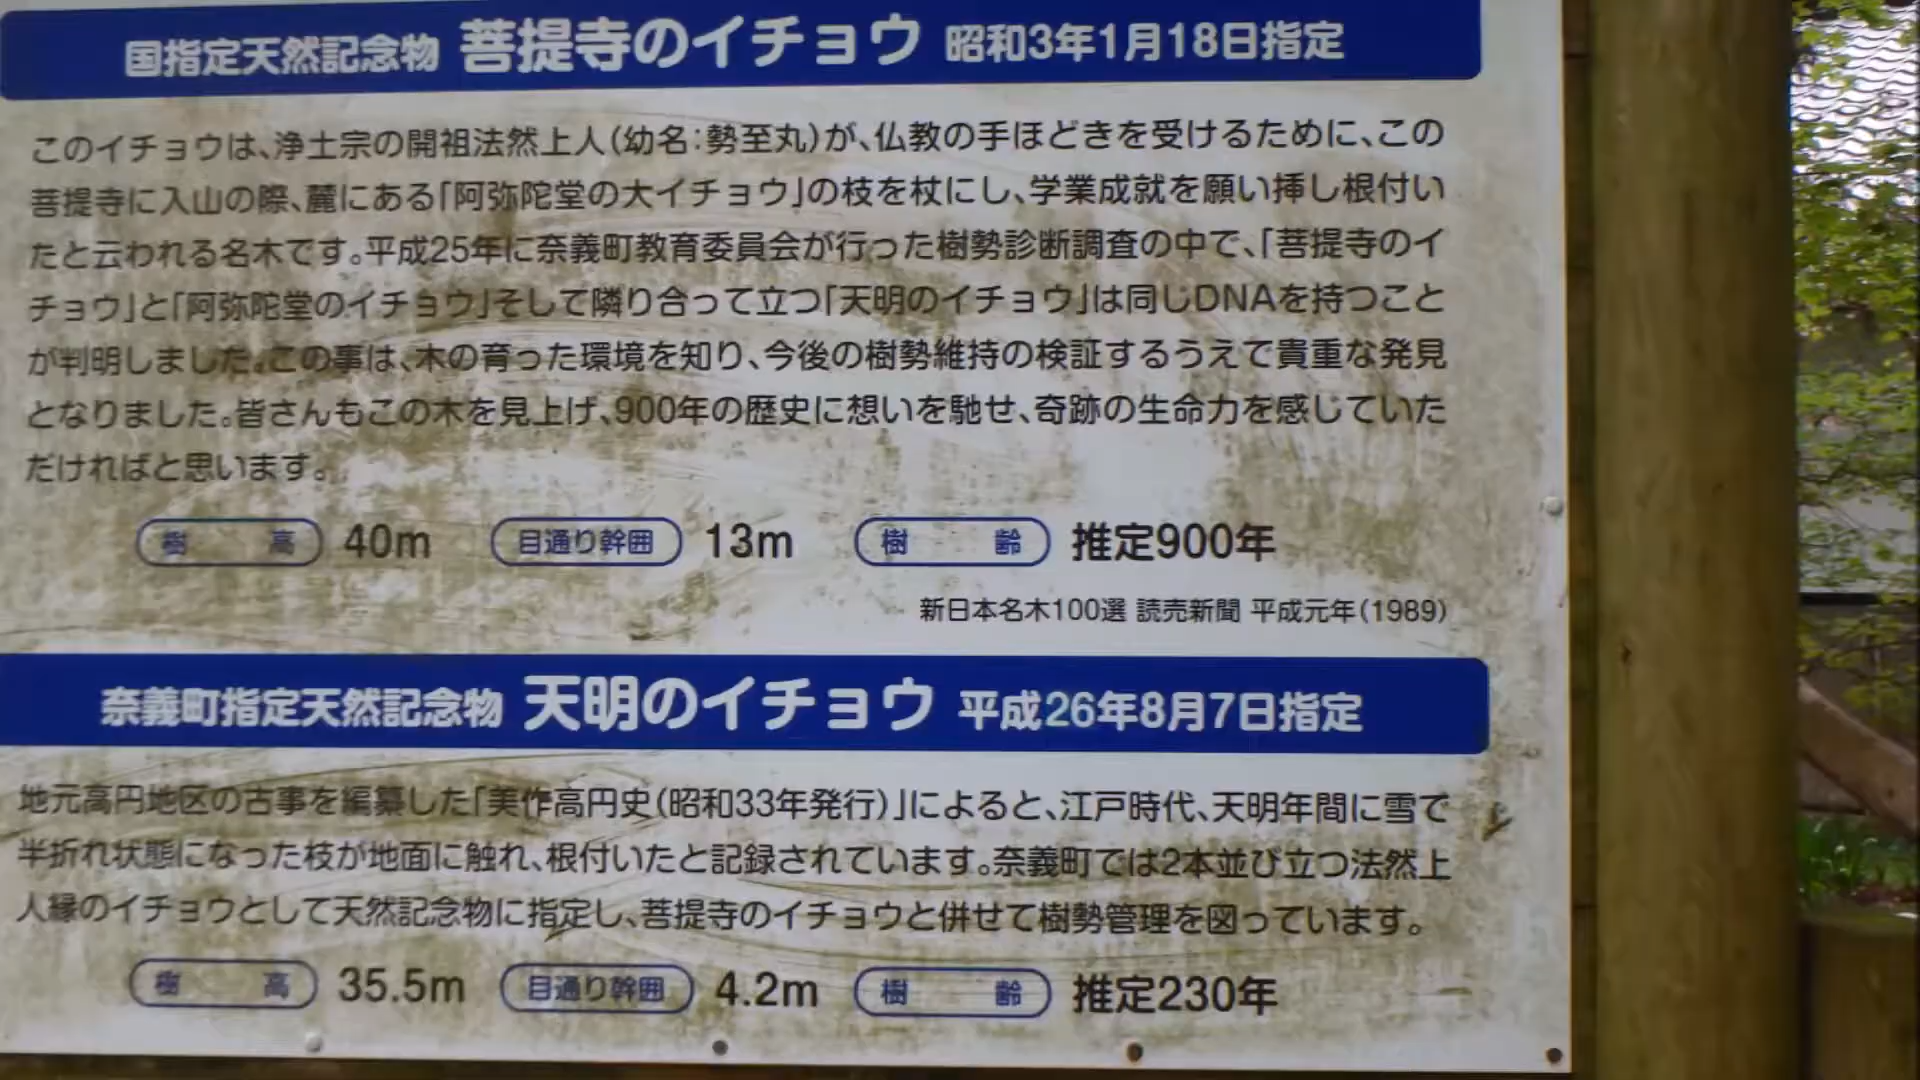 国指定天然記念物 菩提寺のイチョウ 昭和3年1月18日指定
このイチョウは、浄土宗の開祖法然上人(幼名:勢至丸)が、仏教の手ほどきを受けるために、この
菩提寺に入山の際、麓にある「阿弥陀堂の大イチョウ」の枝を杖にし、学業成就を願い挿し根付い
たと云われる名木です。平成25年に奈義町教育委員会が行った樹勢診断調査の中で、「菩提寺のイ
チョウ」と「阿弥陀堂のイチョウ」そして隣り合って立つ「天明のイチョウ」は同じDNAを持つこと
が判明しました。この事は、木の育った環境を知り、今後の樹勢維持の検証するうえで貴重な発見
となりました。皆さんもこの木を見上げ、900年の歴史に想いを馳せ、奇跡の生命力を感じていた
だければと思います。
樹高 40m 目通り幹囲 13m 樹齢 推定900年
新日本名木100選 読売新聞 平成元年(1989)
奈義町指定天然記念物 天明のイチョウ 平成26年8月7日指定
地元高円地区の古事を編纂した「美作高円史(昭和33年発行)」によると、江戸時代、天明年間に雪で
半折れ状態になった枝が地面に触れ、根付いたと記録されています。奈義町では2本並び立つ法然上
人縁のイチョウとして天然記念物に指定し、菩提寺のイチョウと併せて樹勢管理を図っています。
樹高 35.5m 目通り幹囲 4.2m 樹齢 推定230年